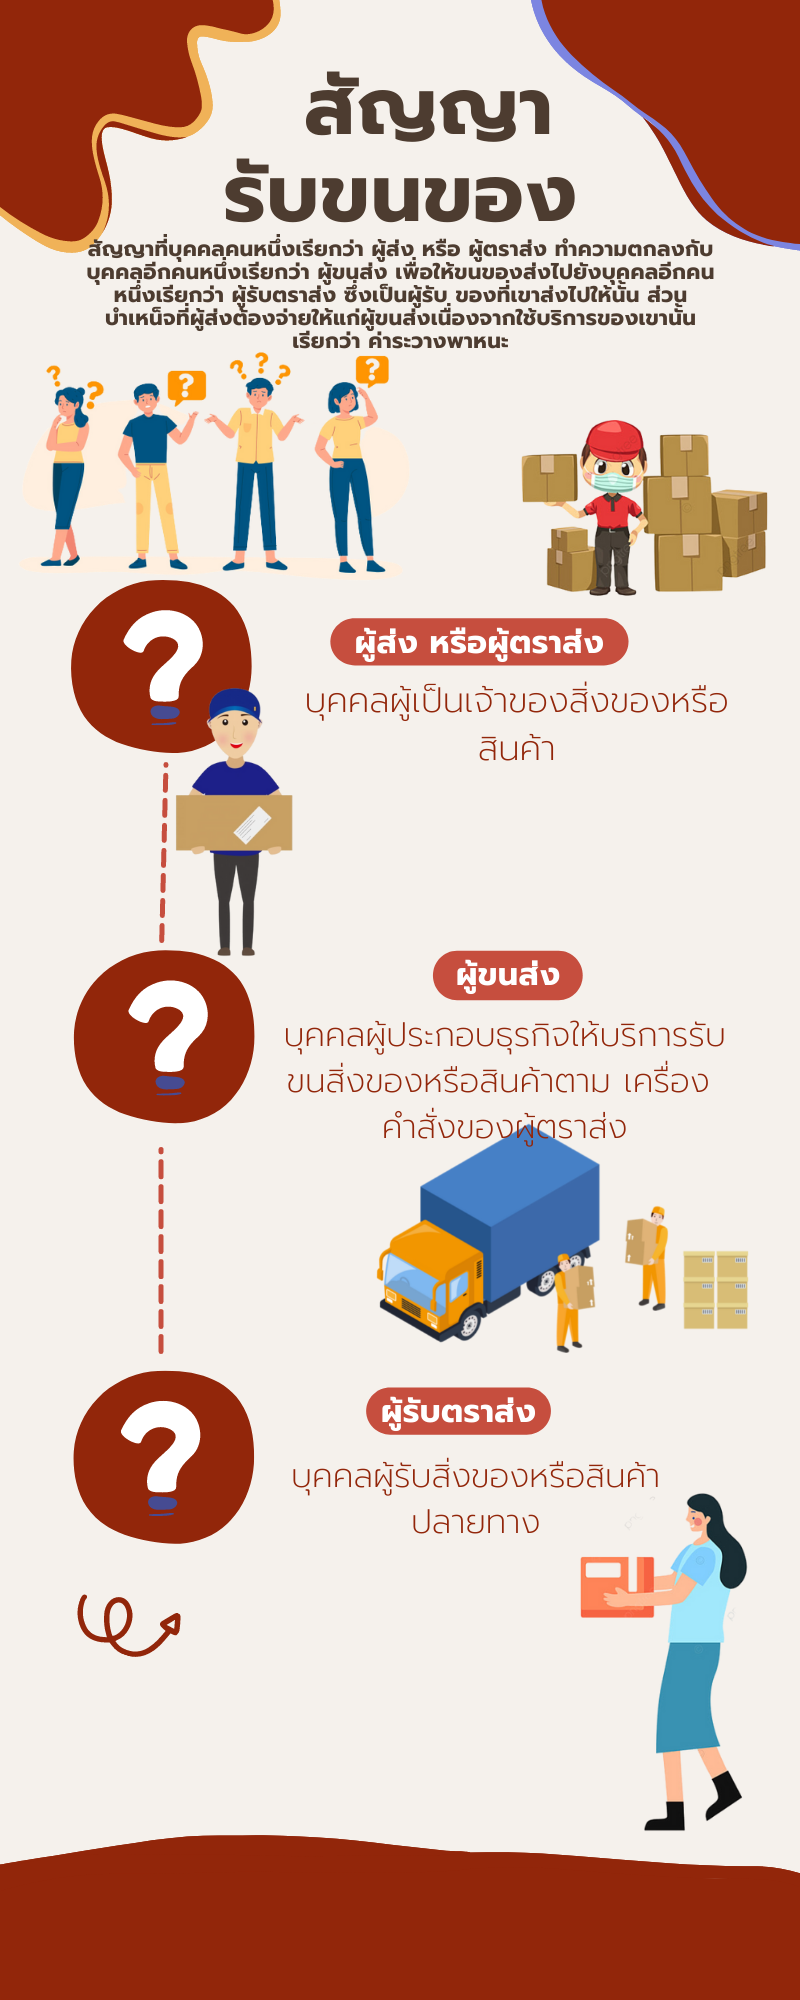 สัญญา
รับขนของ
สัญญาที่บุคคลคนหนึ่งเรียกว่า ผู้ส่ง หรือ ผู้ตราส่ง ทำความตกลงกับ
บุคคลอีกคนหนึ่งเรียกว่า ผู้ขนส่ง เพื่อให้ขนของส่งไปยังบุคคลอีกคน
หนึ่งเรียกว่า ผู้รับตราส่ง ซึ่งเป็นผู้รับ ของที่เขาส่งไปให้นั้น ส่วน
บำเหน็จที่ผู้ส่งต้องจ่ายให้แก่ผู้ขนส่งเนื่องจากใช้บริการของเขานั้น
เรียกว่า ค่าระวางพาหนะ
ผู้ส่ง หรือผู้ตราส่ง
บุคคลผู้เป็นเจ้าของสิ่งของหรือ
สินค้า
ผู้ขนส่ง
บุคคลผู้ประกอบธุรกิจให้บริการรับ
ขนสิ่งของหรือสินค้าตาม เครื่อง
คำสั่งของผู้ตราส่ง
ผู้รับตราส่ง
บุคคลผู้รับสิ่งของหรือสินค้า
ปลายทาง